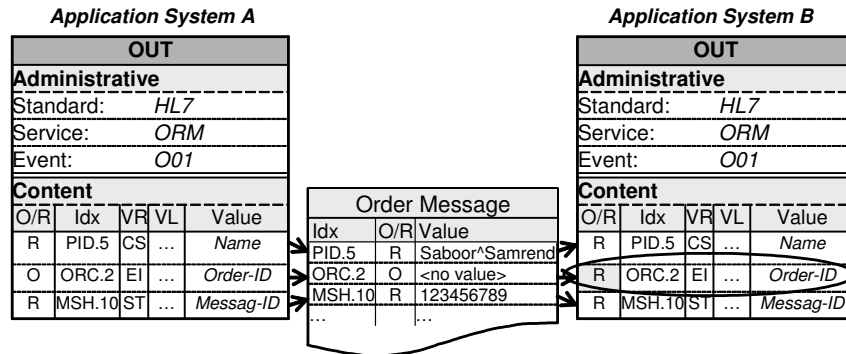 Application System A
OUT
Administrative
Standard: HL7
Service: ORM
Event: O01
Content
O/R Idx VR VL Value
R PID.5 CS ... Name
O ORC.2 EI ... Order-ID
R MSH.10 ST ... Messag-ID
Order Message
Idx O/R Value
PID.5 R Saboor^Samrend
ORC.2 O <no value>
MSH.10 R 123456789
... ...
Application System B
OUT
Administrative
Standard: HL7
Service: ORM
Event: O01
Content
O/R Idx VR VL Value
R PID.5 CS ... Name
R ORC.2 EI ... Order-ID
R MSH.10 ST ... Messag-ID